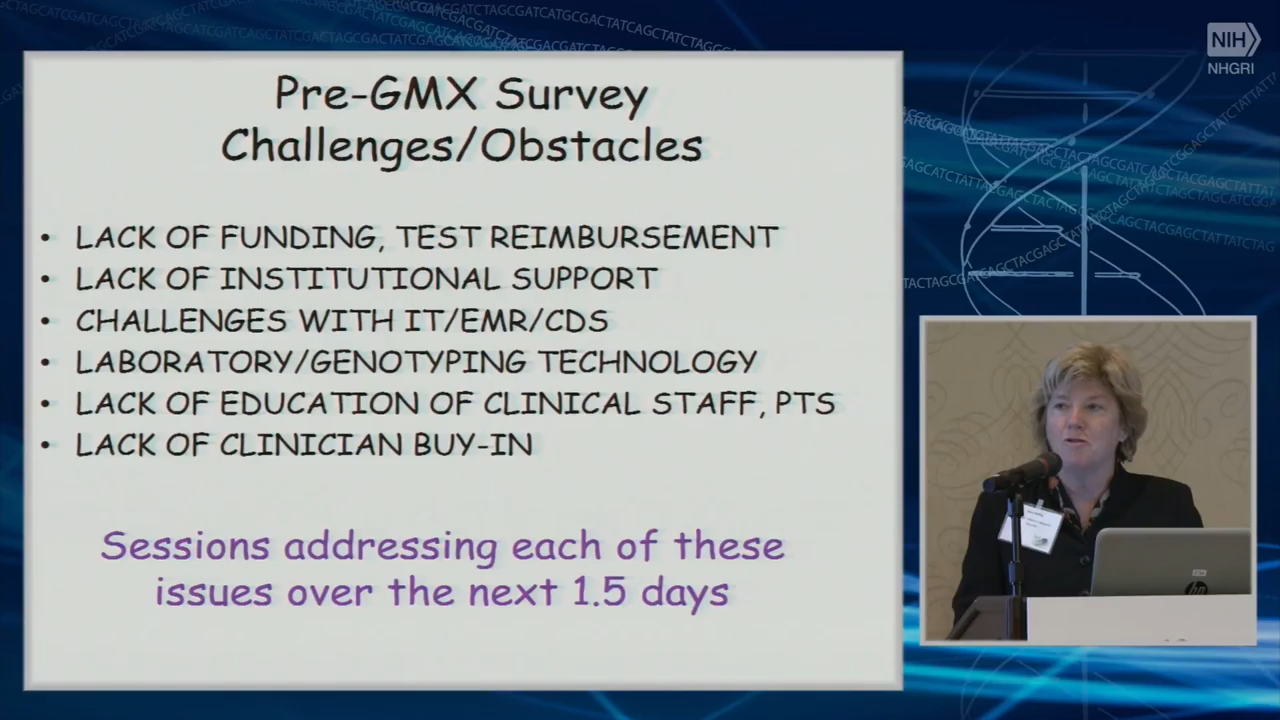 NIH
NHGRI
Pre-GMX Survey
Challenges/Obstacles
• LACK OF FUNDING, TEST REIMBURSEMENT
• LACK OF INSTITUTIONAL SUPPORT
• CHALLENGES WITH IT/EMR/CDS
• LABORATORY/GENOTYPING TECHNOLOGY
• LACK OF EDUCATION OF CLINICAL STAFF, PTS
• LACK OF CLINICIAN BUY-IN
Sessions addressing each of these
issues over the next 1.5 days
hp